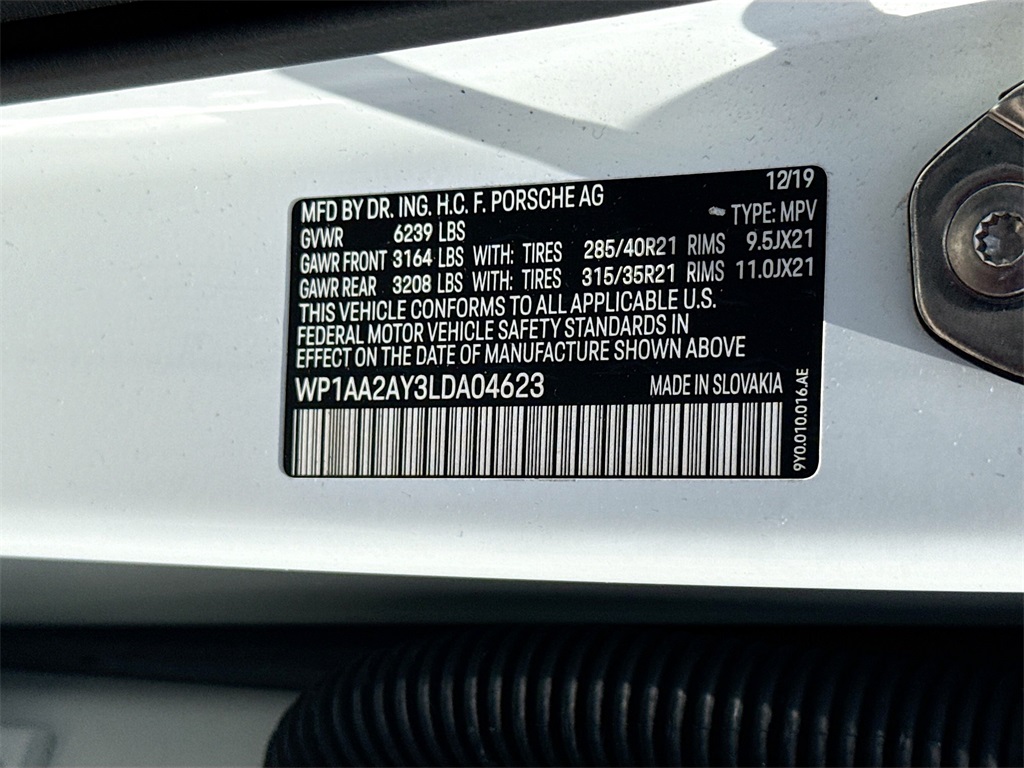 12/19
MFD BY DR. ING. H.C. F. PORSCHE AG
TYPE: MPV
GVWR 6239 LBS
GAWR FRONT 3164 LBS WITH: TIRES 285/40R21 RIMS 9.5JX21
GAWR REAR 3208 LBS WITH: TIRES 315/35R21 RIMS 11.0JX21
THIS VEHICLE CONFORMS TO ALL APPLICABLE U.S.
FEDERAL MOTOR VEHICLE SAFETY STANDARDS IN
EFFECT ON THE DATE OF MANUFACTURE SHOWN ABOVE
WP1AA2AY3LDA04623 MADE IN SLOVAKIA
9Y0.010.016.AE